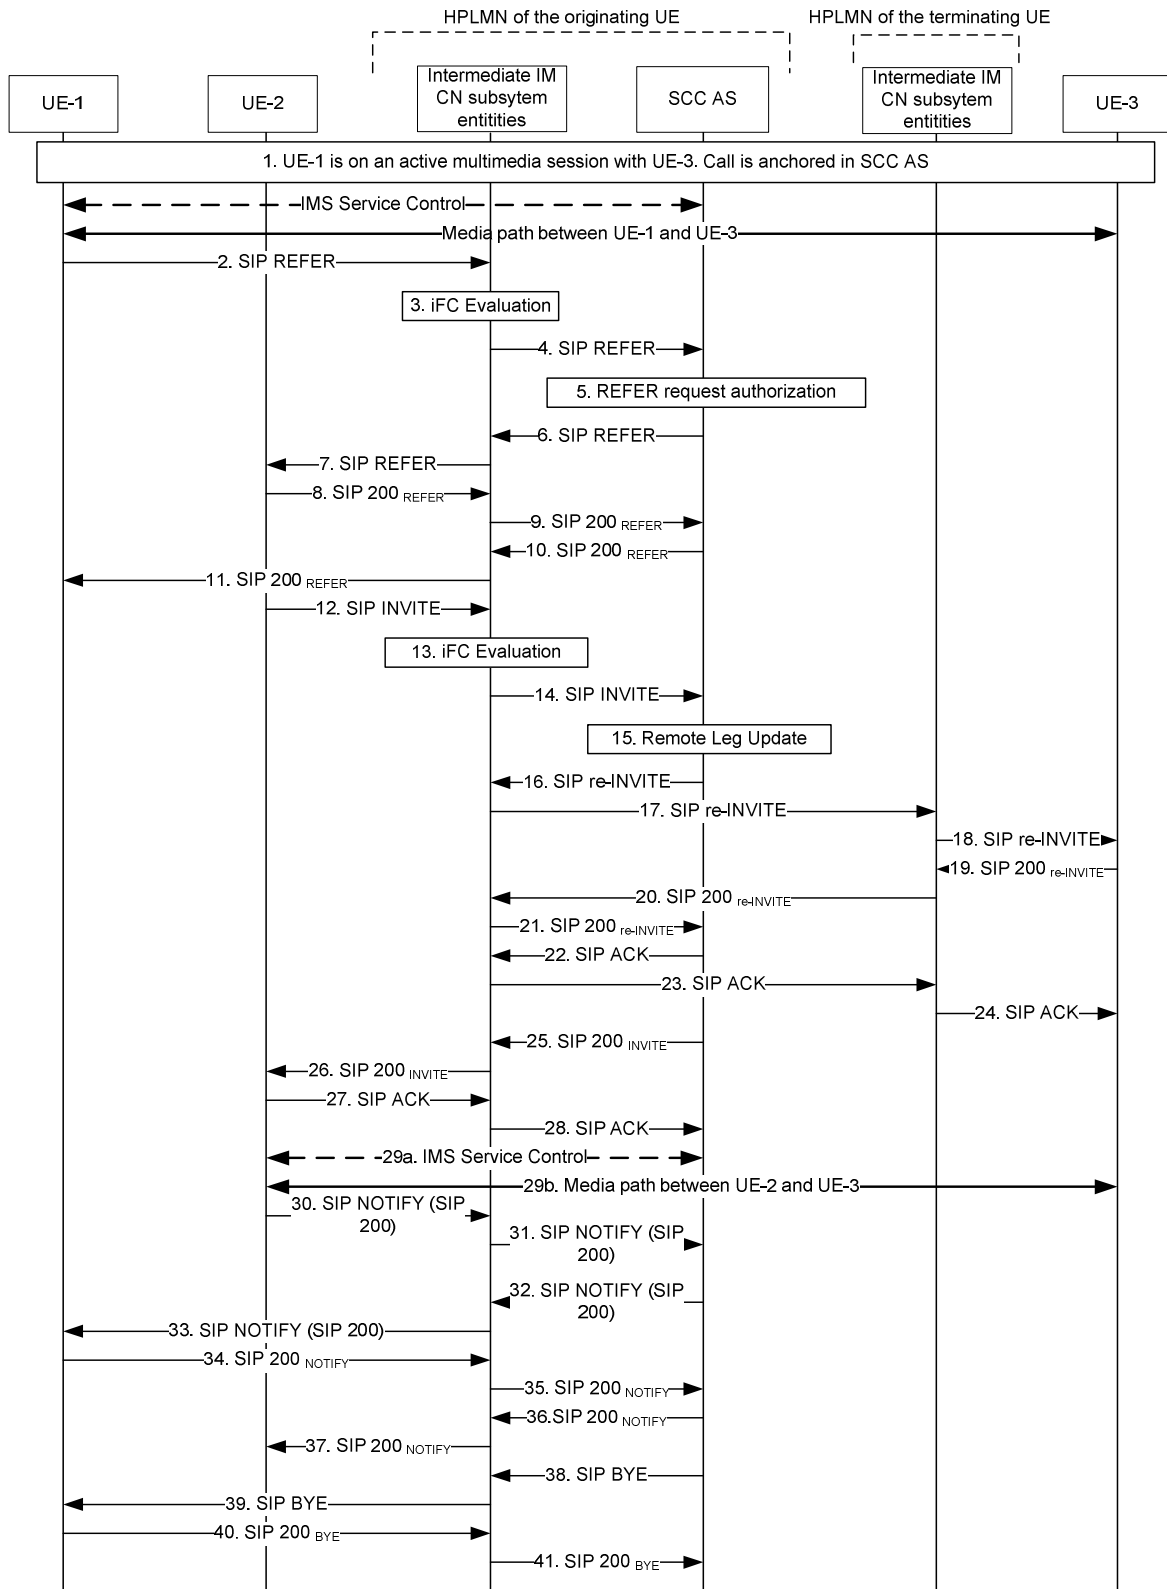 HPLMN of the originating UE
HPLMN of the terminating UE
UE-1
UE-2
Intermediate IM
CN subsytem
entitities
SCC AS
Intermediate IM
CN subsytem
entitities
UE-3
1. UE-1 is on an active multimedia session with UE-3. Call is anchored in SCC AS
IMS Service Control
Media path between UE-1 and UE-3
2. SIP REFER
3. iFC Evaluation
4. SIP REFER
5. REFER request authorization
6. SIP REFER
7. SIP REFER
8. SIP 200 REFER
9. SIP 200 REFER
10. SIP 200 REFER
11. SIP 200 REFER
12. SIP INVITE
13. iFC Evaluation
14. SIP INVITE
15. Remote Leg Update
16. SIP re-INVITE
17. SIP re-INVITE
18. SIP re-INVITE
19. SIP 200 re-INVITE
20. SIP 200 re-INVITE
21. SIP 200 re-INVITE
22. SIP ACK
23. SIP ACK
24. SIP ACK
25. SIP 200 INVITE
26. SIP 200 INVITE
27. SIP ACK
28. SIP ACK
29a. IMS Service Control
29b. Media path between UE-2 and UE-3
30. SIP NOTIFY (SIP
200)
31. SIP NOTIFY (SIP
200)
32. SIP NOTIFY (SIP
200)
33. SIP NOTIFY (SIP 200)
34. SIP 200 NOTIFY
35. SIP 200 NOTIFY
36.SIP 200 NOTIFY
37. SIP 200 NOTIFY
38. SIP BYE
39. SIP BYE
40. SIP 200 BYE
41. SIP 200 BYE